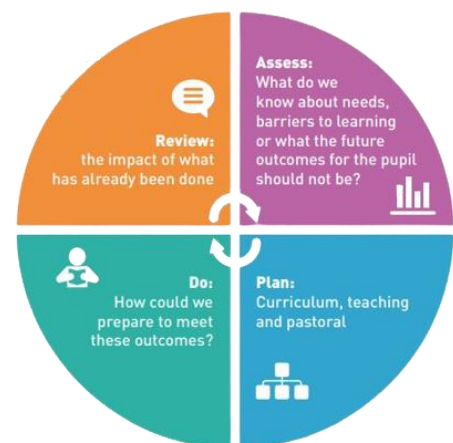 Assess:
What do we
know about needs,
barriers to learning
or what the future
outcomes for the pupil
should not be?
Plan:
Curriculum, teaching
and pastoral
Do:
How could we
prepare to meet
these outcomes?
Review:
the impact of what
has already been done